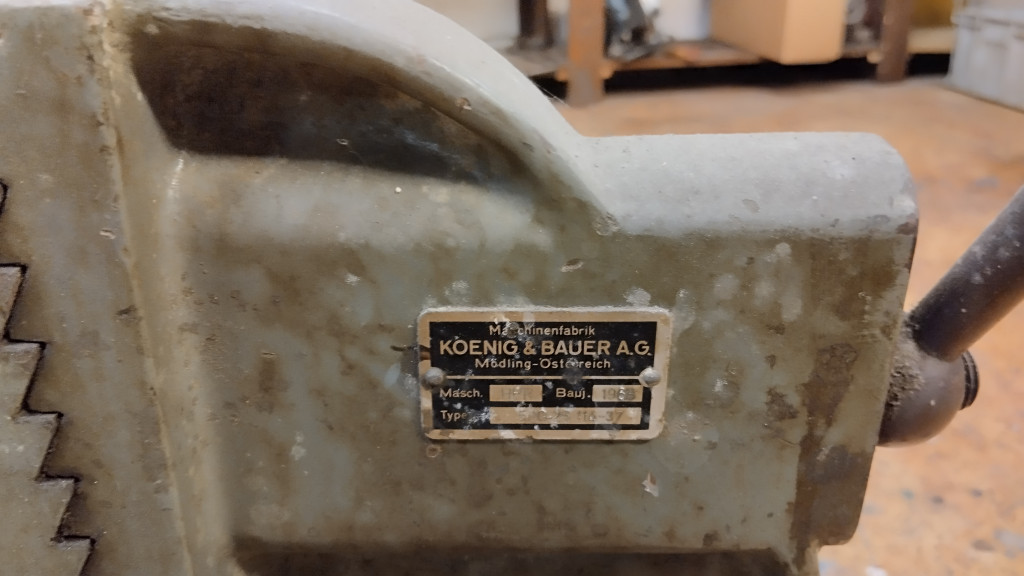 Maschinenfabrik
KOENIG & BAUER A.G.
Mödling-Österreich
Masch. Bauj.
Type